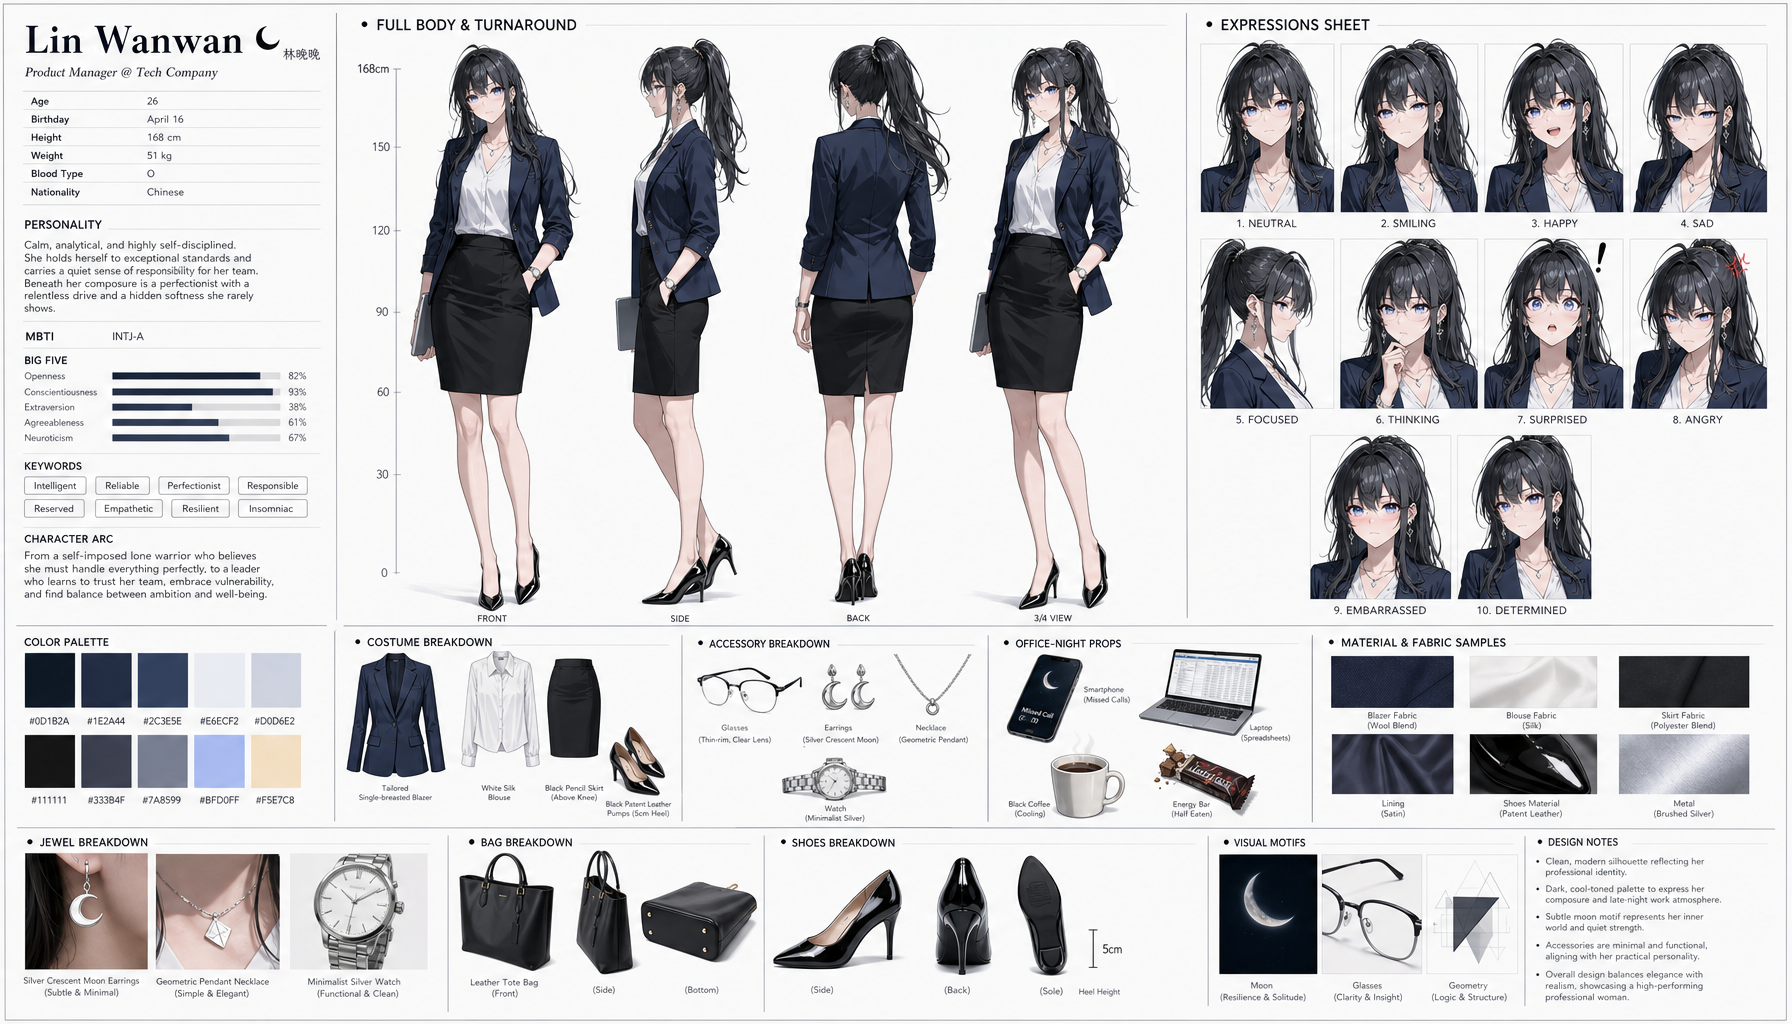 Lin Wanwan
林晚晚
Product Manager @ Tech Company
Age 26
Birthday April 16
Height 168 cm
Weight 51 kg
Blood Type O
Nationality Chinese
PERSONALITY
Calm, analytical, and highly self-disciplined.
She holds herself to exceptional standards and
carries a quiet sense of responsibility for her team.
Beneath her composure is a perfectionist with a
relentless drive and a hidden softness she rarely
shows.
MBTI INTJ-A
BIG FIVE
Openness 82%
Conscientiousness 93%
Extraversion 38%
Agreeableness 61%
Neuroticism 67%
KEYWORDS
Intelligent Reliable Perfectionist Responsible
Reserved Empathetic Resilient Insomniac
CHARACTER ARC
From a self-imposed lone warrior who believes
she must handle everything perfectly, to a leader
who learns to trust her team, embrace vulnerability,
and find balance between ambition and well-being.
• FULL BODY & TURNAROUND
168cm
150
120
90
60
30
0
FRONT
SIDE
BACK
3/4 VIEW
• EXPRESSIONS SHEET
1. NEUTRAL
2. SMILING
3. HAPPY
4. SAD
!
5. FOCUSED
6. THINKING
7. SURPRISED
8. ANGRY
9. EMBARRASSED
10. DETERMINED
COLOR PALETTE
#0D1B2A #1E2A44 #2C3E5E #E6ECF2 #D0D6E2
#111111 #333B4F #7A8599 #BFD0FF #F5E7C8
• COSTUME BREAKDOWN
Tailored
Single-breasted Blazer
White Silk
Blouse
Black Pencil Skirt
(Above Knee)
Black Patent Leather
Pumps (5cm Heel)
• ACCESSORY BREAKDOWN
Glasses
(Thin-rim, Clear Lens)
Earrings
(Silver Crescent Moon)
Necklace
(Geometric Pendant)
Watch
(Minimalist Silver)
• OFFICE-NIGHT PROPS
Missed Call
Smartphone
(Missed Calls)
Laptop
(Spreadsheets)
Black Coffee
(Cooling)
Energy Bar
(Half Eaten)
• MATERIAL & FABRIC SAMPLES
Blazer Fabric
(Wool Blend)
Blouse Fabric
(Silk)
Skirt Fabric
(Polyester Blend)
Lining
(Satin)
Shoes Material
(Patent Leather)
Metal
(Brushed Silver)
• JEWEL BREAKDOWN
Silver Crescent Moon Earrings
(Subtle & Minimal)
Geometric Pendant Necklace
(Simple & Elegant)
Minimalist Silver Watch
(Functional & Clean)
• BAG BREAKDOWN
Leather Tote Bag
(Front)
(Side)
(Bottom)
• SHOES BREAKDOWN
(Side)
(Back)
(Sole)
5cm
Heel Height
• VISUAL MOTIFS
Moon
(Resilience & Solitude)
Glasses
(Clarity & Insight)
Geometry
(Logic & Structure)
• DESIGN NOTES
• Clean, modern silhouette reflecting her
professional identity.
• Dark, cool-toned palette to express her
composure and late-night work atmosphere.
• Subtle moon motif represents her inner
world and quiet strength.
• Accessories are minimal and functional,
aligning with her practical personality.
• Overall design balances elegance with
realism, showcasing a high-performing
professional woman.